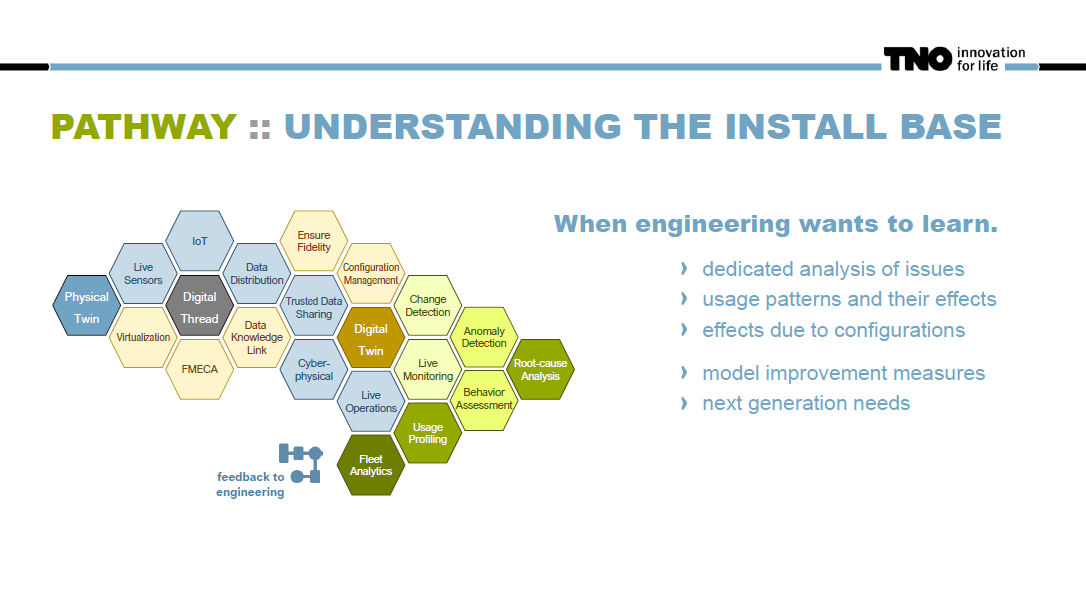 TNO innovation
for life
PATHWAY :: UNDERSTANDING THE INSTALL BASE
When engineering wants to learn.
› dedicated analysis of issues
› usage patterns and their effects
› effects due to configurations
› model improvement measures
› next generation needs
Physical
Twin
Live
Sensors
Virtualization
IoT
Digital
Thread
FMECA
Data
Distribution
Data
Knowledge
Link
Ensure
Fidelity
Trusted Data
Sharing
Cyber-
physical
Configuration
Management
Digital
Twin
Live
Operations
Fleet
Analytics
Change
Detection
Live
Monitoring
Usage
Profiling
Anomaly
Detection
Behavior
Assessment
Root-cause
Analysis
feedback to
engineering